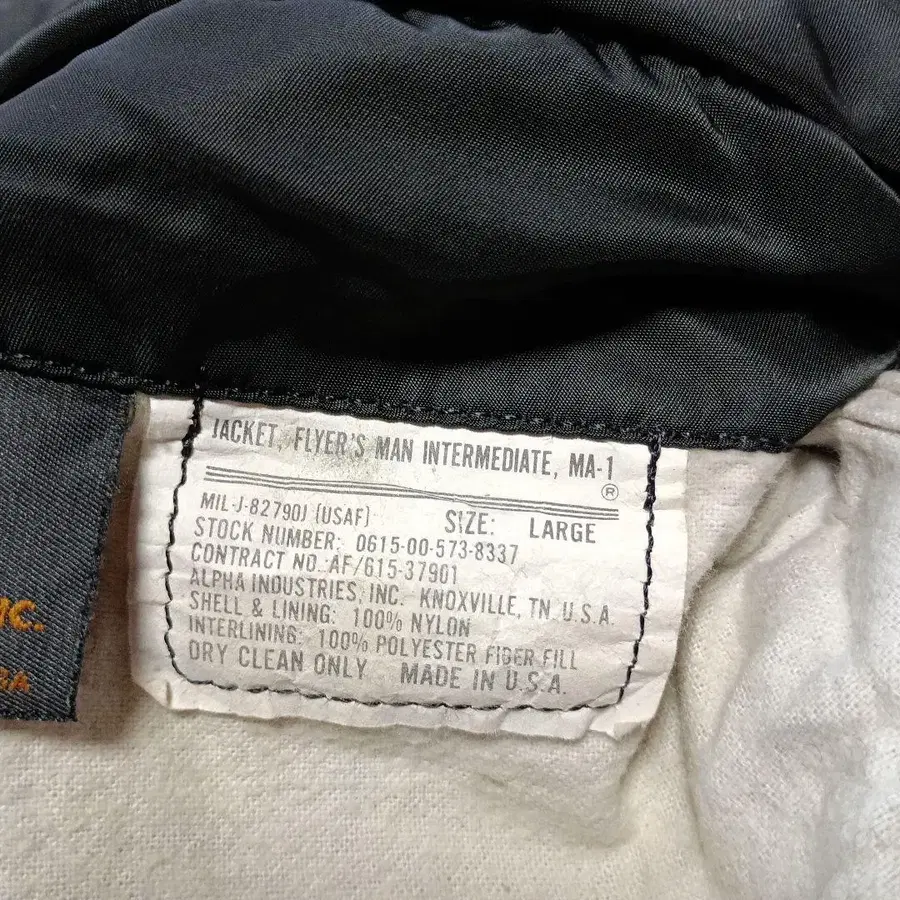 JACKET, FLYER'S MAN INTERMEDIATE, MA-1
®
MIL-J-82790J (USAF) SIZE: LARGE
STOCK NUMBER: 0615-00-573-8337
CONTRACT NO.:AF/615-37901
ALPHA INDUSTRIES, INC. KNOXVILLE, TN U.S.A.
SHELL & LINING: 100% NYLON
INTERLINING: 100% POLYESTER FIBER FILL
DRY CLEAN ONLY MADE IN U.S.A.
C.